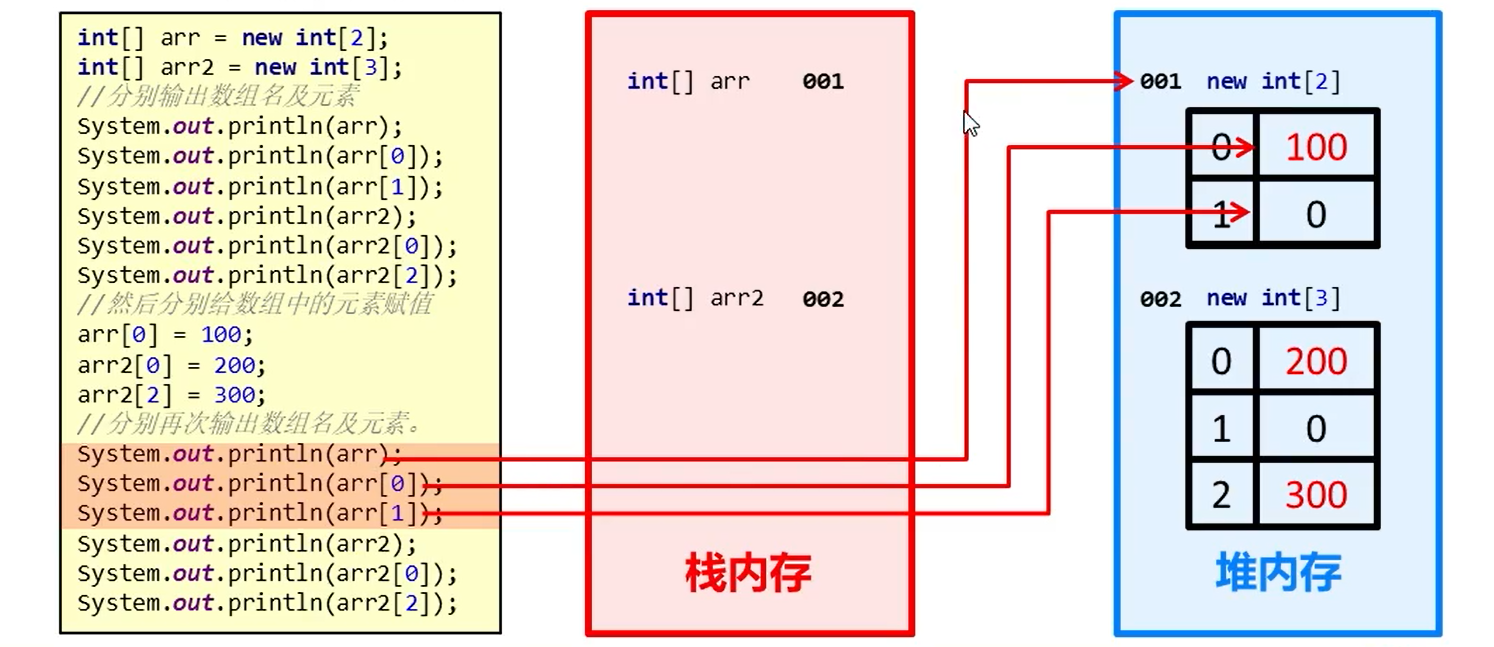 int[] arr = new int[2];
int[] arr2 = new int[3];
//分别输出数组名及元素
System.out.println(arr);
System.out.println(arr[0]);
System.out.println(arr[1]);
System.out.println(arr2);
System.out.println(arr2[0]);
System.out.println(arr2[2]);
//然后分别给数组中的元素赋值
arr[0] = 100;
arr2[0] = 200;
arr2[2] = 300;
//分别再次输出数组名及元素。
System.out.println(arr);
System.out.println(arr[0]);
System.out.println(arr[1]);
System.out.println(arr2);
System.out.println(arr2[0]);
System.out.println(arr2[2]);
int[] arr 001
int[] arr2 002
栈内存
001 new int[2]
0 100
1 0
002 new int[3]
0 200
1 0
2 300
堆内存